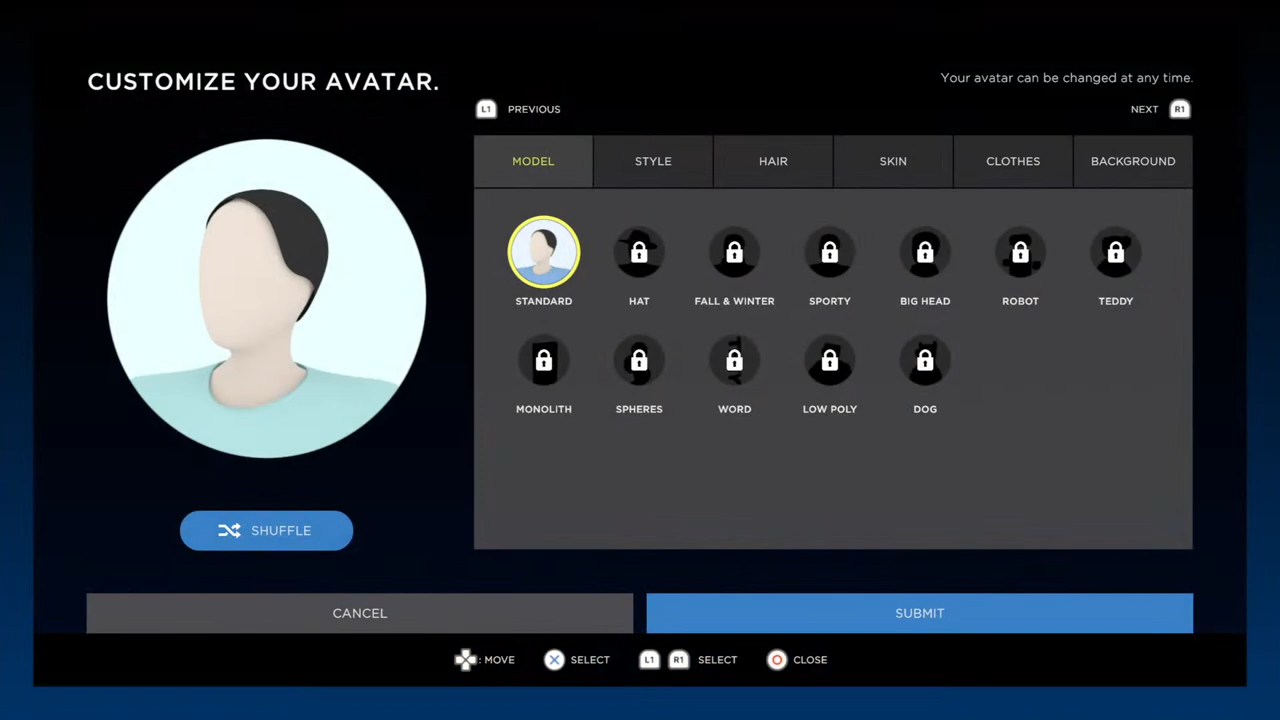 CUSTOMIZE YOUR AVATAR.
Your avatar can be changed at any time.
L1 PREVIOUS
NEXT R1
MODEL STYLE HAIR SKIN CLOTHES BACKGROUND
STANDARD HAT FALL & WINTER SPORTY BIG HEAD ROBOT TEDDY
MONOLITH SPHERES WORD LOW POLY DOG
SHUFFLE
CANCEL SUBMIT
: MOVE SELECT L1 R1 SELECT CLOSE